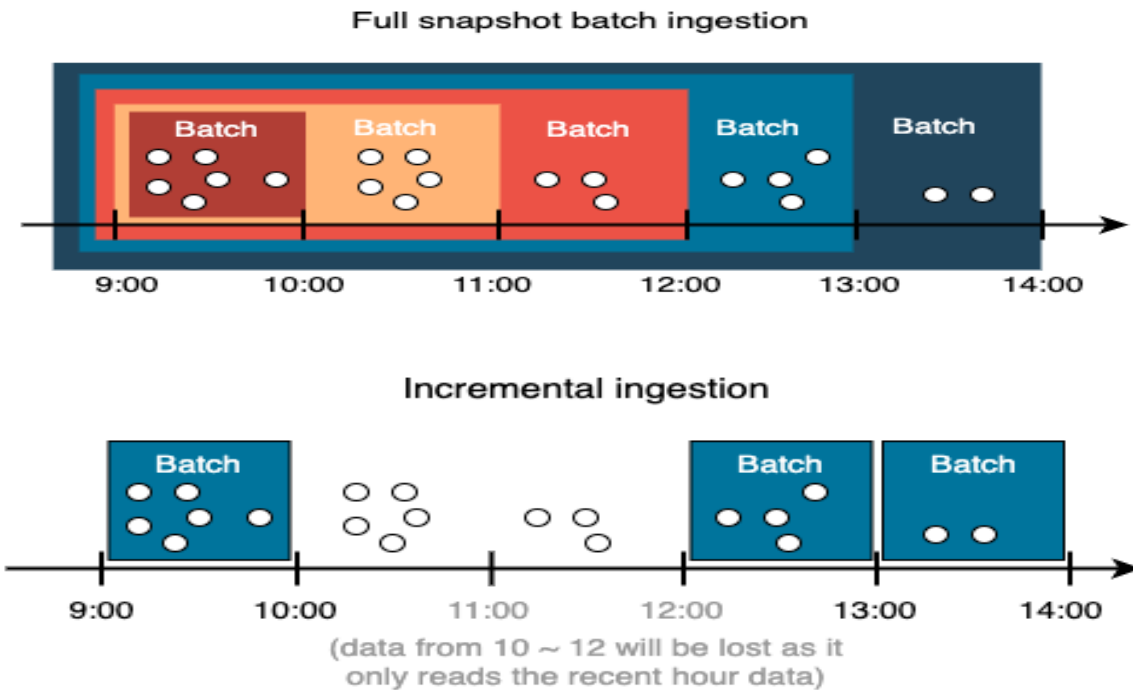 Full snapshot batch ingestion
Batch Batch Batch Batch Batch
9:00 10:00 11:00 12:00 13:00 14:00
Incremental ingestion
Batch Batch Batch
9:00 10:00 11:00 12:00 13:00 14:00
(data from 10 ~ 12 will be lost as it
only reads the recent hour data)